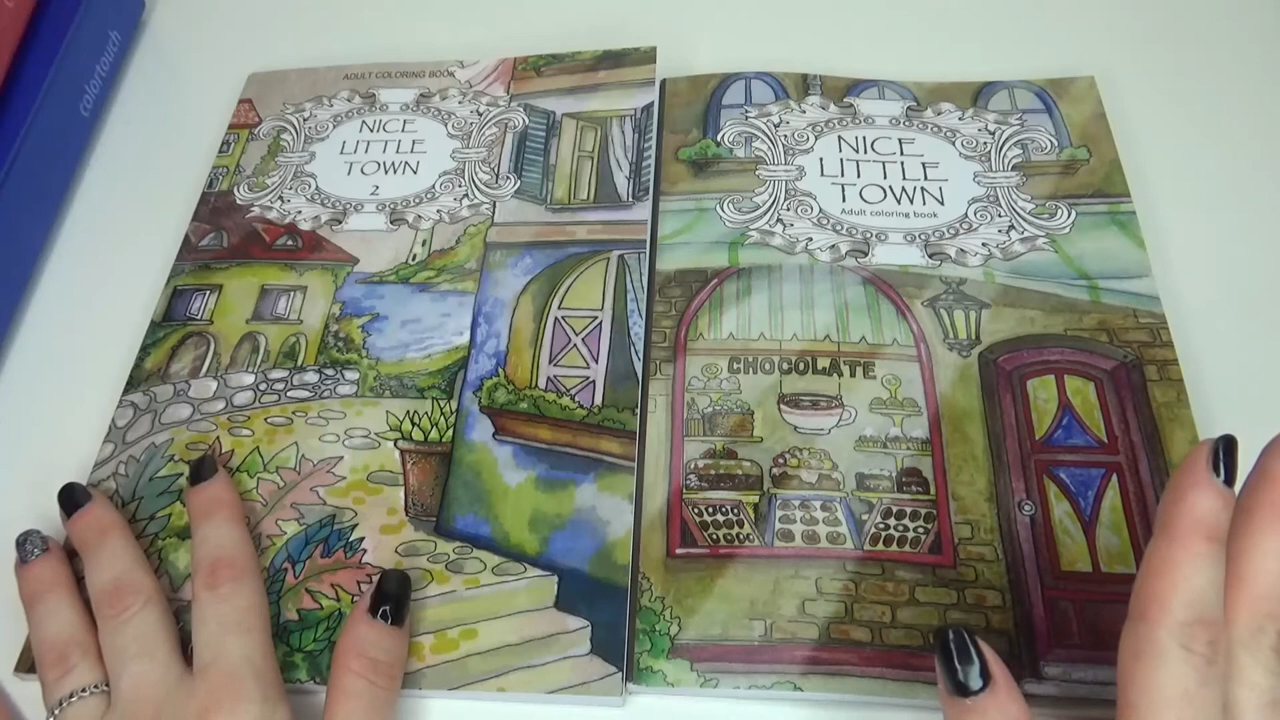 colortouch
ADULT COLORING BOOK
NICE
LITTLE
TOWN
2
NICE
LITTLE
TOWN
Adult coloring book
CHOCOLATE